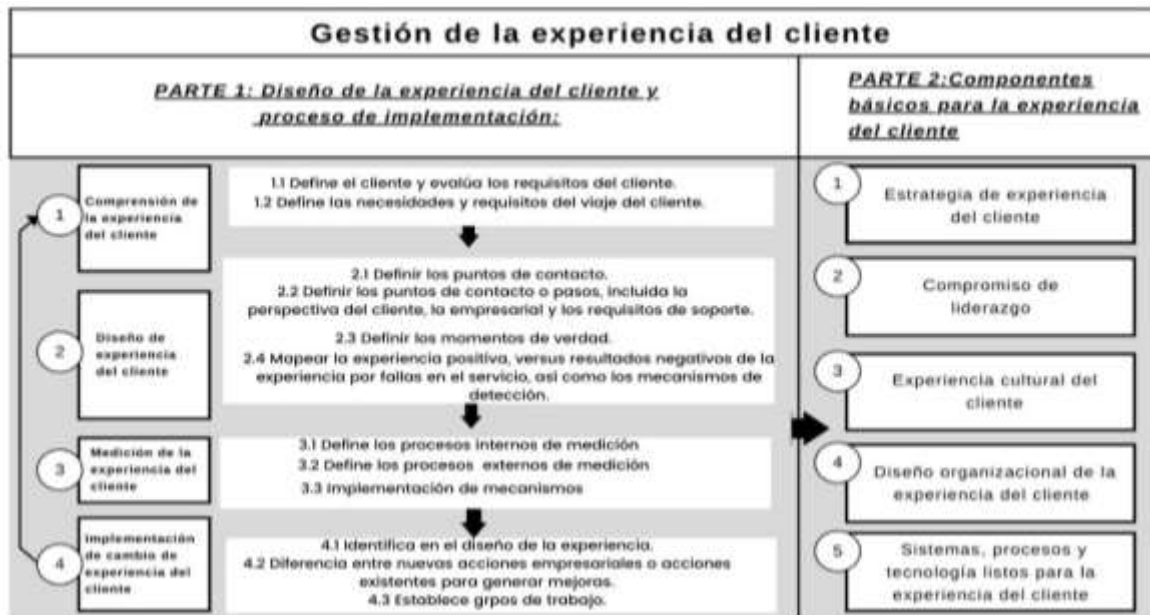 Gestión de la experiencia del cliente
PARTE 1: Diseño de la experiencia del cliente y
proceso de implementación:
1
Comprensión de
la experiencia
del cliente
1.1 Define el cliente y evalúa los requisitos del cliente.
1.2 Define las necesidades y requisitos del viaje del cliente.
2
Diseño de
experiencia
del cliente
2.1 Definir los puntos de contacto.
2.2 Definir los puntos de contacto o pasos, incluida la
perspectiva del cliente, la empresarial y los requisitos de soporte.
2.3 Definir los momentos de verdad.
2.4 Mapear la experiencia positiva, versus resultados negativos de la
experiencia por fallas en el servicio, así como los mecanismos de
detección.
3
Medición de la
experiencia del
cliente
3.1 Define los procesos internos de medición
3.2 Define los procesos externos de medición
3.3 Implementación de mecanismos
4
Implementación
de cambio de
experiencia del
cliente
4.1 Identifica en el diseño de la experiencia.
4.2 Diferencia entre nuevas acciones empresariales o acciones
existentes para generar mejoras.
4.3 Establece grpos de trabajo.
PARTE 2:Componentes
básicos para la experiencia
del cliente
1
Estrategia de experiencia
del cliente
2
Compromiso de
liderazgo
3
Experiencia cultural del
cliente
4
Diseño organizacional de la
experiencia del cliente
5
Sistemas, procesos y
tecnología listos para la
experiencia del cliente